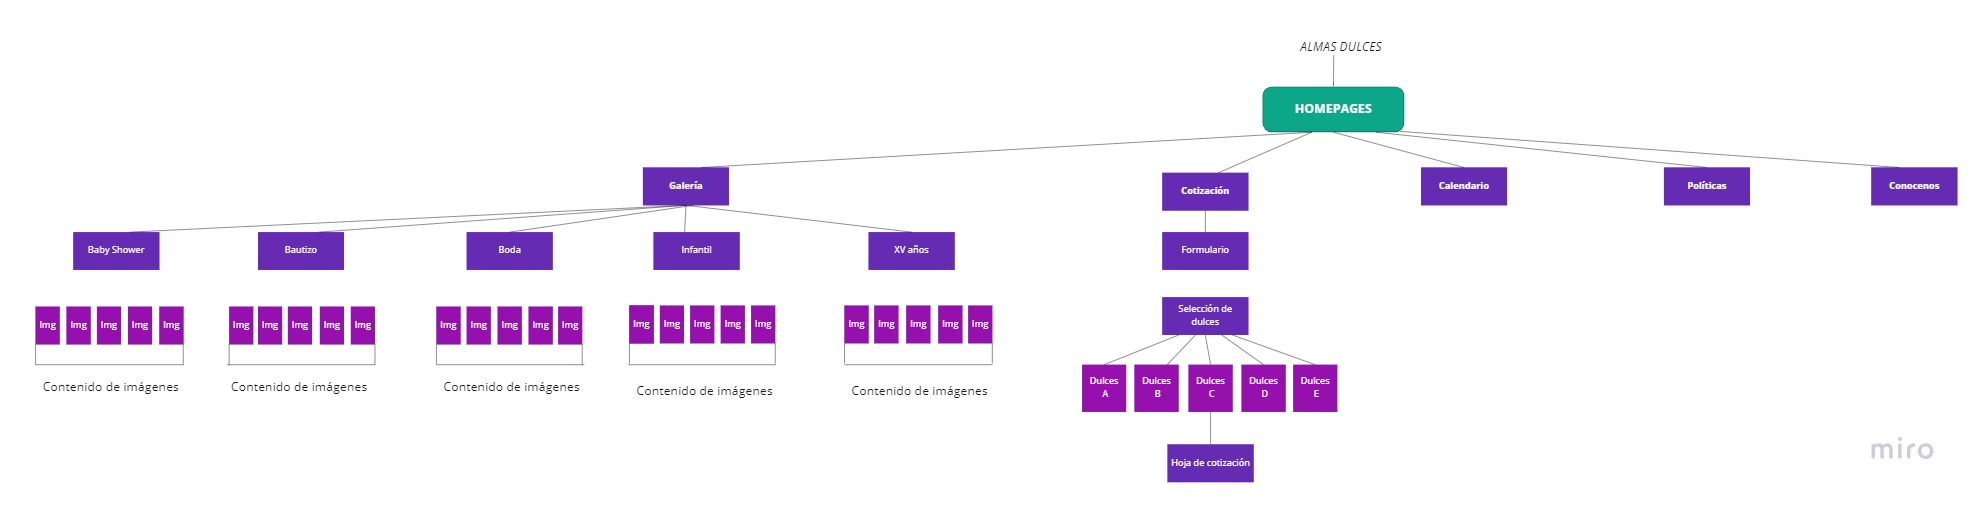 ALMAS DULCES
HOMEPAGES
Galería
Cotización
Calendario
Políticas
Conocenos
Baby Shower
Bautizo
Boda
Infantil
XV años
Formulario
Img Img Img Img Img
Img Img Img Img Img
Img Img Img Img Img
Img Img Img Img Img
Img Img Img Img Img
Contenido de imágenes
Contenido de imágenes
Contenido de imágenes
Contenido de imágenes
Contenido de imágenes
Selección de
dulces
Dulces
A
Dulces
B
Dulces
C
Dulces
D
Dulces
E
Hoja de cotización
miro